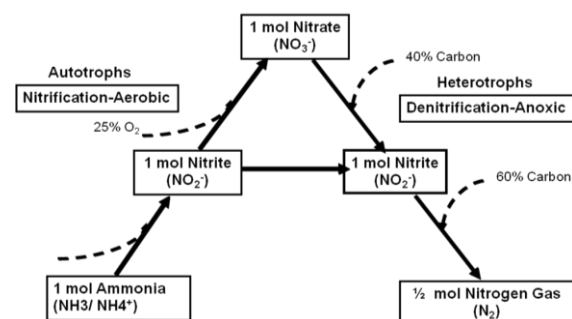 1 mol Nitrate
(NO₃⁻)
Autotrophs
Nitrification-Aerobic
40% Carbon
Heterotrophs
Denitrification-Anoxic
25% O₂
1 mol Nitrite
(NO₂⁻)
1 mol Nitrite
(NO₂⁻)
60% Carbon
1 mol Ammonia
(NH3/ NH4⁺)
½ mol Nitrogen Gas
(N₂)